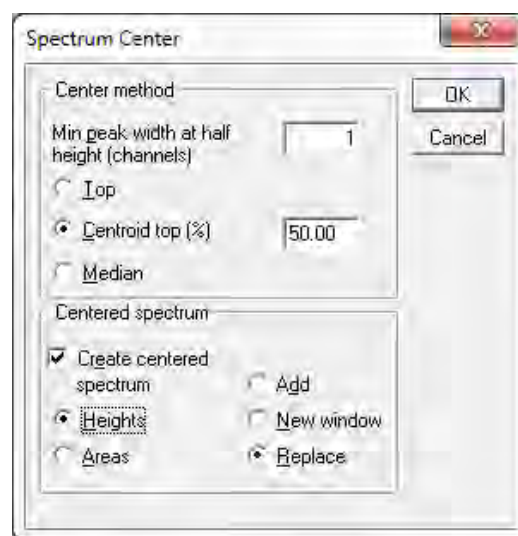 Spectrum Center
Center method
OK
Min peak width at half
height (channels)
1
Cancel
Top
Centroid top (%)
50.00
Median
Centered spectrum
Create centered
spectrum
Add
Heights
New window
Areas
Replace